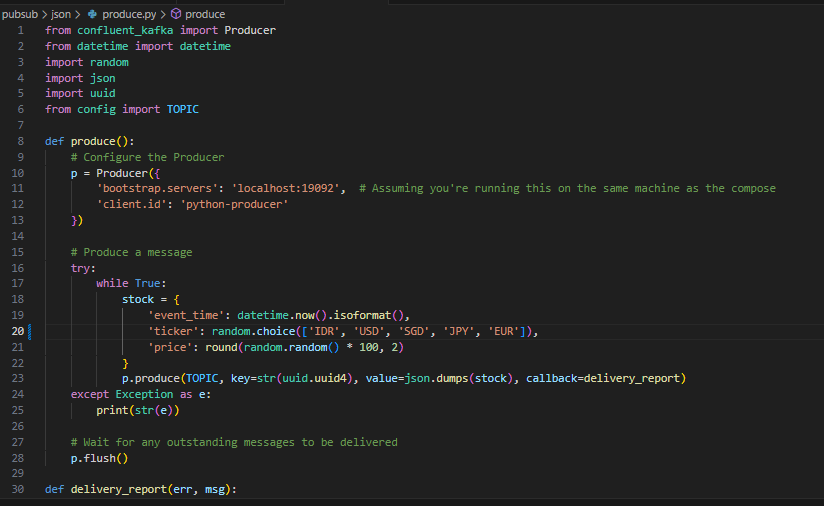 pubsub > json > produce.py > produce
1 from confluent_kafka import Producer
2 from datetime import datetime
3 import random
4 import json
5 import uuid
6 from config import TOPIC
7
8 def produce():
9     # Configure the Producer
10     p = Producer({
11         'bootstrap.servers': 'localhost:19092',  # Assuming you're running this on the same machine as the compose
12         'client.id': 'python-producer'
13     })
14
15     # Produce a message
16     try:
17         while True:
18             stock = {
19                 'event_time': datetime.now().isoformat(),
20                 'ticker': random.choice(['IDR', 'USD', 'SGD', 'JPY', 'EUR']),
21                 'price': round(random.random() * 100, 2)
22             }
23             p.produce(TOPIC, key=str(uuid.uuid4), value=json.dumps(stock), callback=delivery_report)
24     except Exception as e:
25         print(str(e))
26
27     # Wait for any outstanding messages to be delivered
28     p.flush()
29
30 def delivery_report(err, msg):